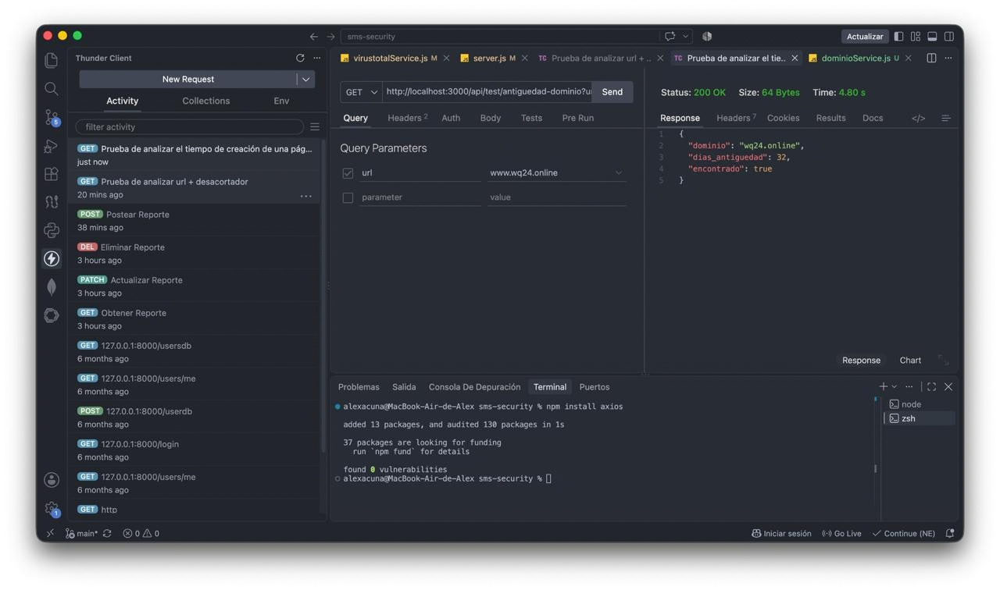 sms-security
Actualizar
Thunder Client
New Request
Activity
Collections
Env
filter activity
GET Prueba de analizar el tiempo de creación de una pág...
just now
GET Prueba de analizar url + desacortador
20 mins ago
POST Postear Reporte
38 mins ago
DEL Eliminar Reporte
3 hours ago
PATCH Actualizar Reporte
3 hours ago
GET Obtener Reporte
3 hours ago
GET 127.0.0.1:8000/usersdb
6 months ago
GET 127.0.0.1:8000/users/me
6 months ago
POST 127.0.0.1:8000/userdb
6 months ago
GET 127.0.0.1:8000/login
6 months ago
GET 127.0.0.1:8000/users/me
6 months ago
GET http
5
1
JS virustotalService.js M
JS server.js M
TC Prueba de analizar url + ..
TC Prueba de analizar el tie..
JS dominioService.js U
GET
http://localhost:3000/api/test/antiguedad-dominio?u
Send
Query
Headers 2
Auth
Body
Tests
Pre Run
Query Parameters
url www.wq24.online
parameter value
Status: 200 OK Size: 64 Bytes Time: 4.80 s
Response
Headers 7
Cookies
Results
Docs
</>
1 {
2 "dominio": "wq24.online",
3 "dias_antiguedad": 32,
4 "encontrado": true
5 }
Response
Chart
Problemas
Salida
Consola De Depuración
Terminal
Puertos
alexacuna@MacBook-Air-de-Alex sms-security % npm install axios
added 13 packages, and audited 130 packages in 1s
37 packages are looking for funding
run `npm fund` for details
found 0 vulnerabilities
alexacuna@MacBook-Air-de-Alex sms-security %
node
zsh
main*
0
0
Iniciar sesión
Go Live
Continue (NE)